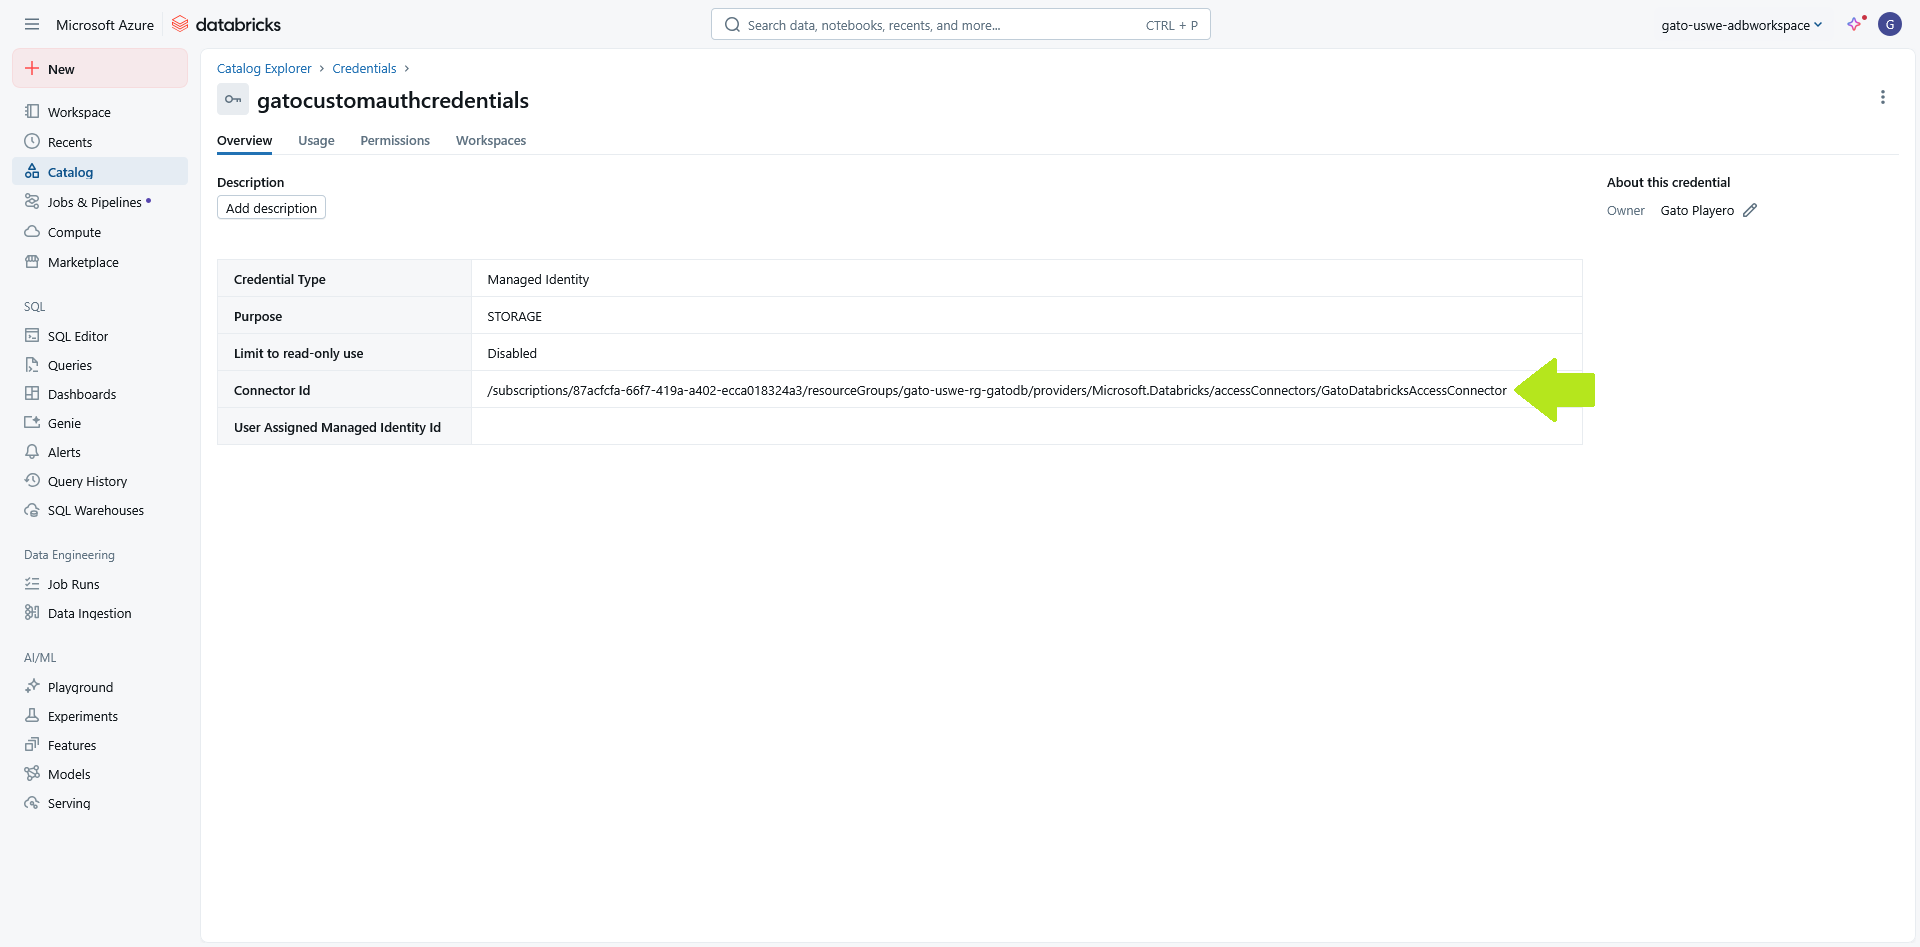 Microsoft Azure databricks
Search data, notebooks, recents, and more... CTRL + P
gato-uswe-adbworkspace G
New
Workspace
Recents
Catalog
Jobs & Pipelines
Compute
Marketplace
SQL
SQL Editor
Queries
Dashboards
Genie
Alerts
Query History
SQL Warehouses
Data Engineering
Job Runs
Data Ingestion
AI/ML
Playground
Experiments
Features
Models
Serving
Catalog Explorer > Credentials >
gatocustomauthcredentials
Overview Usage Permissions Workspaces
Description
Add description
Credential Type Managed Identity
Purpose STORAGE
Limit to read-only use Disabled
Connector Id /subscriptions/87acfcfa-66f7-419a-a402-ecca018324a3/resourceGroups/gato-uswe-rg-gatodb/providers/Microsoft.Databricks/accessConnectors/GatoDatabricksAccessConnector
User Assigned Managed Identity Id
About this credential
Owner Gato Playero